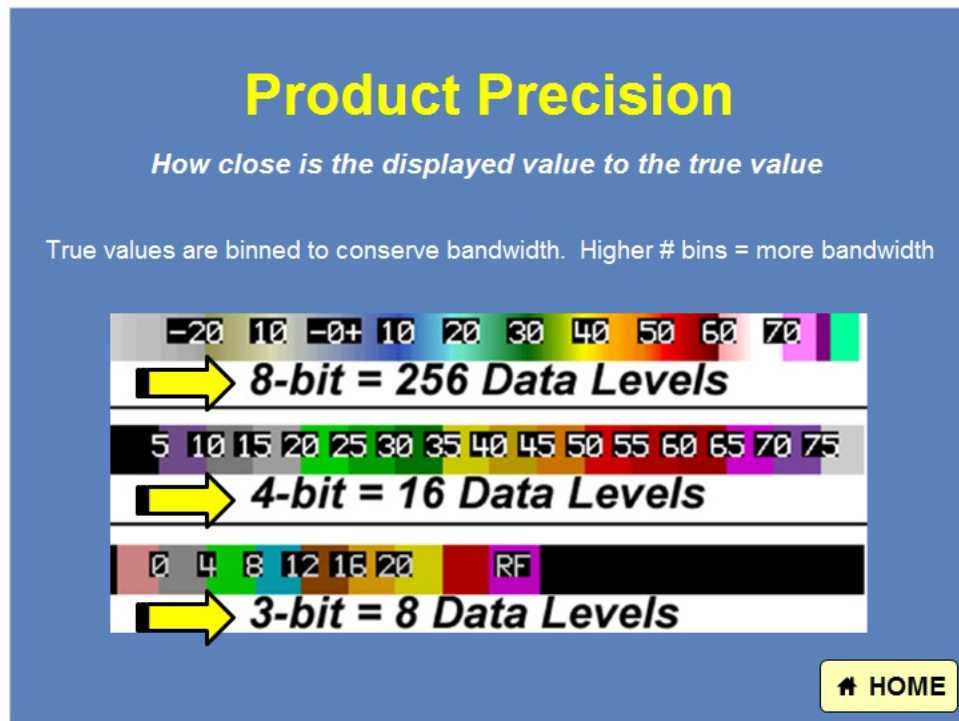 Product Precision
How close is the displayed value to the true value
True values are binned to conserve bandwidth.  Higher # bins = more bandwidth
-20 10 -0+ 10 20 30 40 50 60 70
8-bit = 256 Data Levels
5 10 15 20 25 30 35 40 45 50 55 60 65 70 75
4-bit = 16 Data Levels
0 4 8 12 16 20 RF
3-bit = 8 Data Levels
HOME